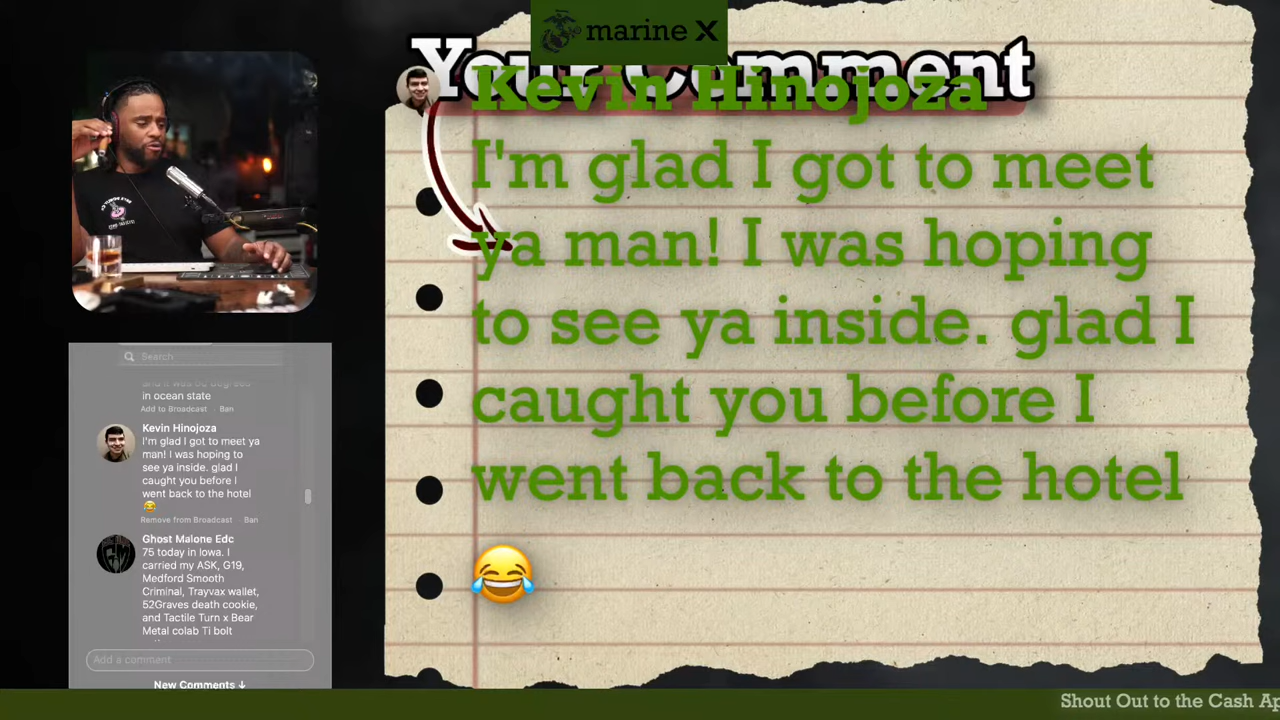 marine X
Your Comment
Kevin Hinojoza
I'm glad I got to meet
ya man! I was hoping
to see ya inside. glad I
caught you before I
went back to the hotel
😂
Search
in ocean state
Add to Broadcast · Ban
Kevin Hinojoza
I'm glad I got to meet ya
man! I was hoping to
see ya inside. glad I
caught you before I
went back to the hotel
😂
Remove from Broadcast · Ban
Ghost Malone Edc
75 today in Iowa. I
carried my ASK, G19,
Medford Smooth
Criminal, Trayvax wallet,
52Graves death cookie,
and Tactile Turn x Bear
Metal colab Ti bolt
Add a comment
New Comments ↓
Shout Out to the Cash Ap